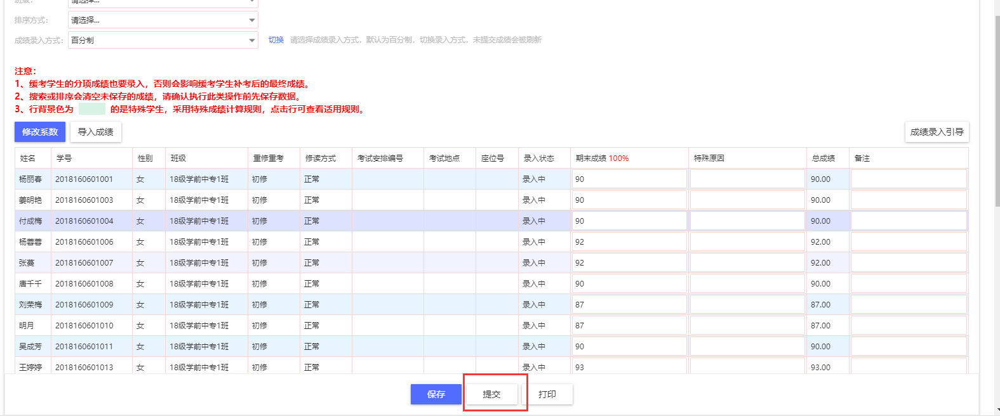 班级： 请选择...
排序方式： 请选择...
成绩录入方式： 百分制 切换 请选择成绩录入方式，默认为百分制，切换录入方式，未提交成绩会被刷新
注意：
1、缓考学生的分项成绩也要录入，否则会影响缓考学生补考后的最终成绩。
2、搜索或排序会清空未保存的成绩，请确认执行此类操作前先保存数据。
3、行背景色为 的是特殊学生，采用特殊成绩计算规则，点击行可查看适用规则。
修改系数 导入成绩 成绩录入引导
姓名 学号 性别 班级 重修重考 修读方式 考试安排编号 考试地点 座位号 录入状态 期末成绩 100% 特殊原因 总成绩 备注
杨丽春 2018160601001 女 18级学前中专1班 初修 正常 录入中 90 90.00
姜明艳 2018160601003 女 18级学前中专1班 初修 正常 录入中 90 90.00
付成梅 2018160601004 女 18级学前中专1班 初修 正常 录入中 90 90.00
杨蓉蓉 2018160601006 女 18级学前中专1班 初修 正常 录入中 92 92.00
张葵 2018160601007 女 18级学前中专1班 初修 正常 录入中 92 92.00
唐千千 2018160601008 女 18级学前中专1班 初修 正常 录入中 90 90.00
刘荣梅 2018160601009 女 18级学前中专1班 初修 正常 录入中 87 87.00
明月 2018160601010 女 18级学前中专1班 初修 正常 录入中 87 87.00
吴成芳 2018160601011 女 18级学前中专1班 初修 正常 录入中 90 90.00
王婷婷 2018160601013 女 18级学前中专1班 初修 正常 录入中 93 93.00
保存 提交 打印